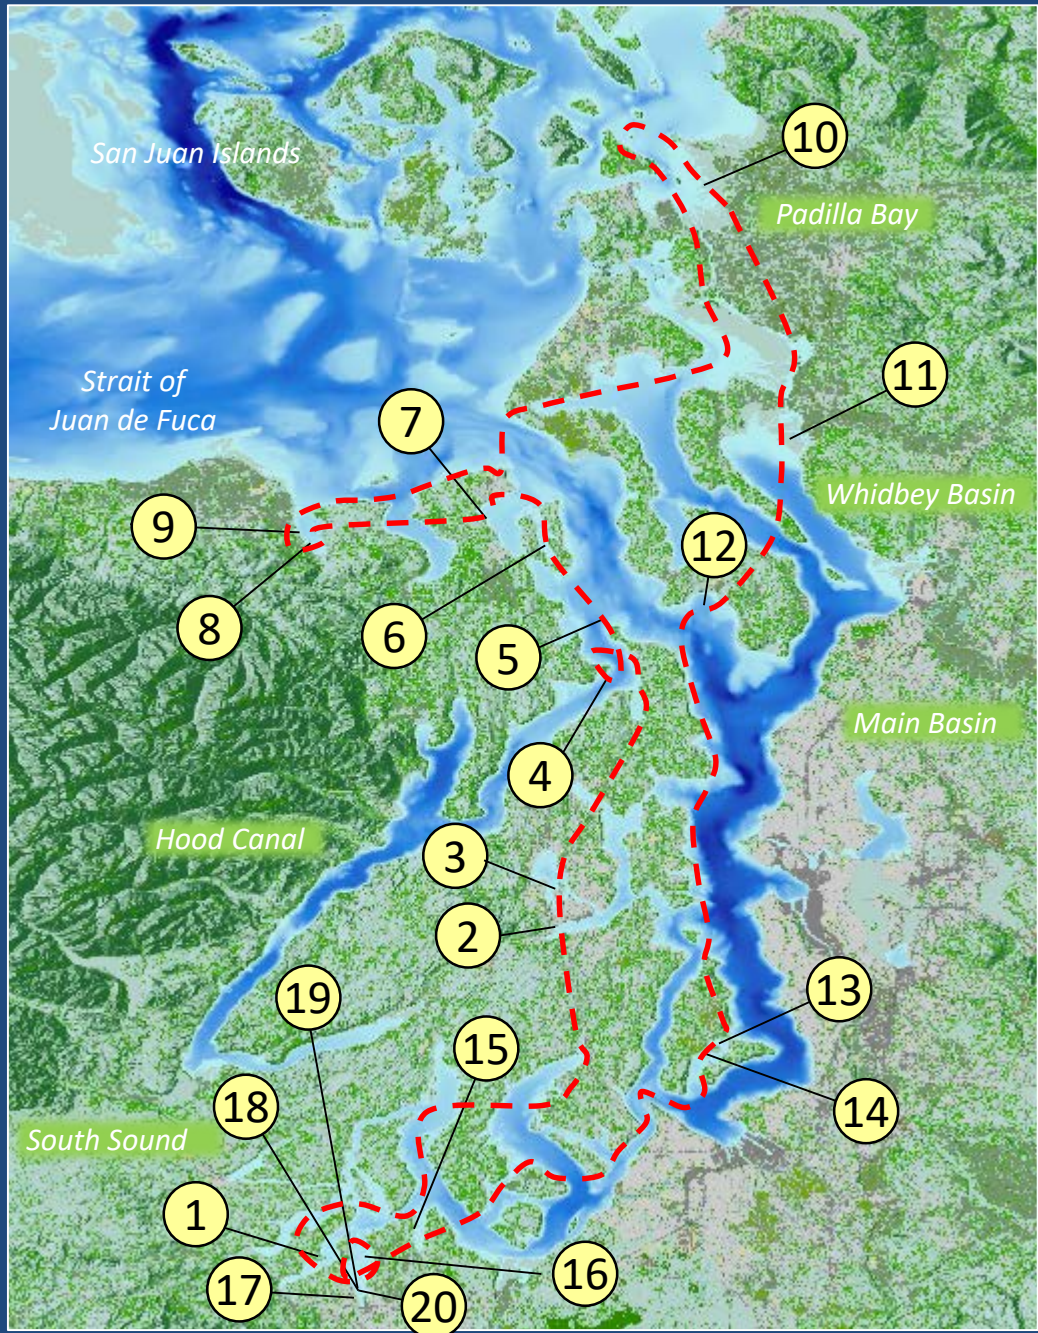 10
San Juan Islands
Padilla Bay
11
Strait of
Juan de Fuca
7
Whidbey Basin
9
12
8
6
5
Main Basin
4
Hood Canal
3
2
13
19
15
18
14
South Sound
1
16
17
20